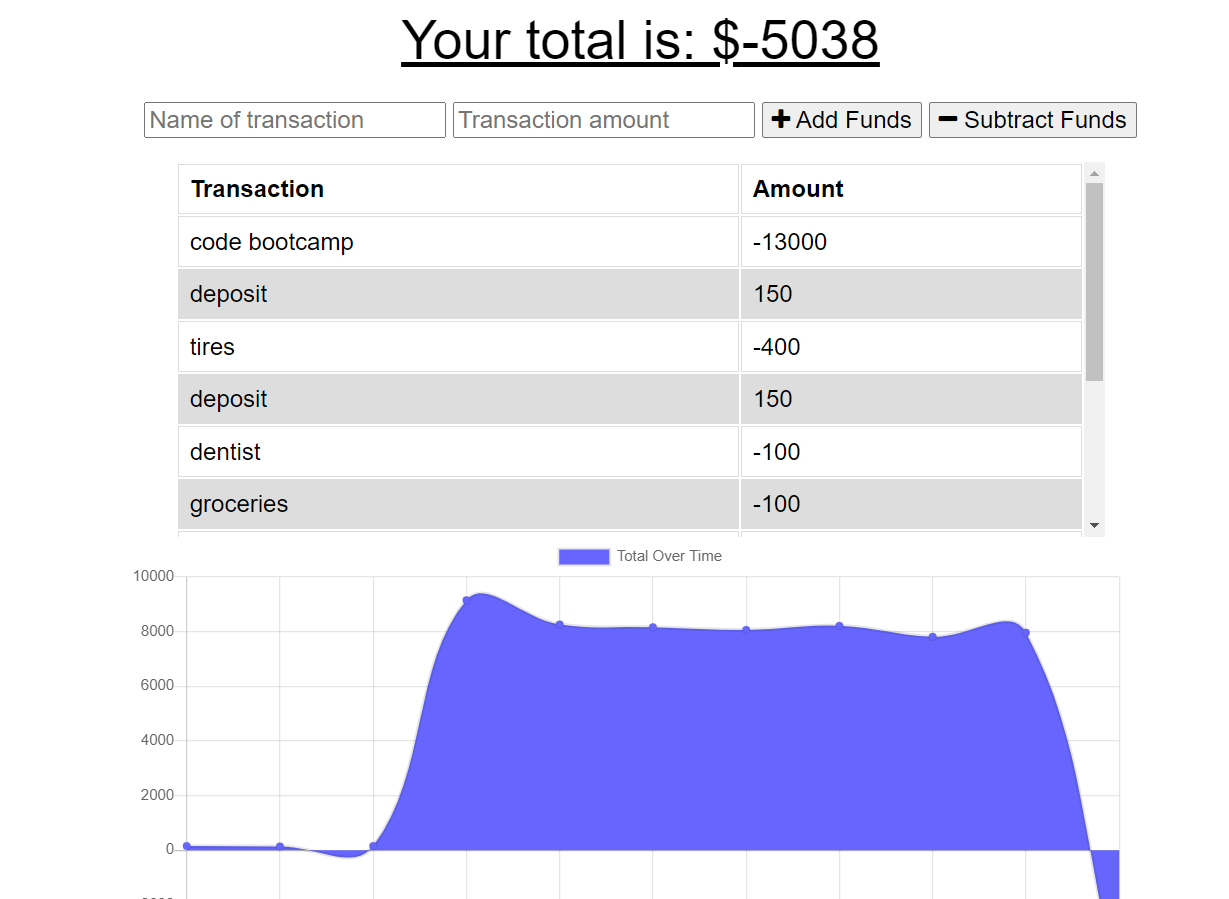 Your total is: $-5038
Name of transaction Transaction amount Add Funds Subtract Funds
Transaction Amount
code bootcamp -13000
deposit 150
tires -400
deposit 150
dentist -100
groceries -100
Total Over Time
10000
8000
6000
4000
2000
0